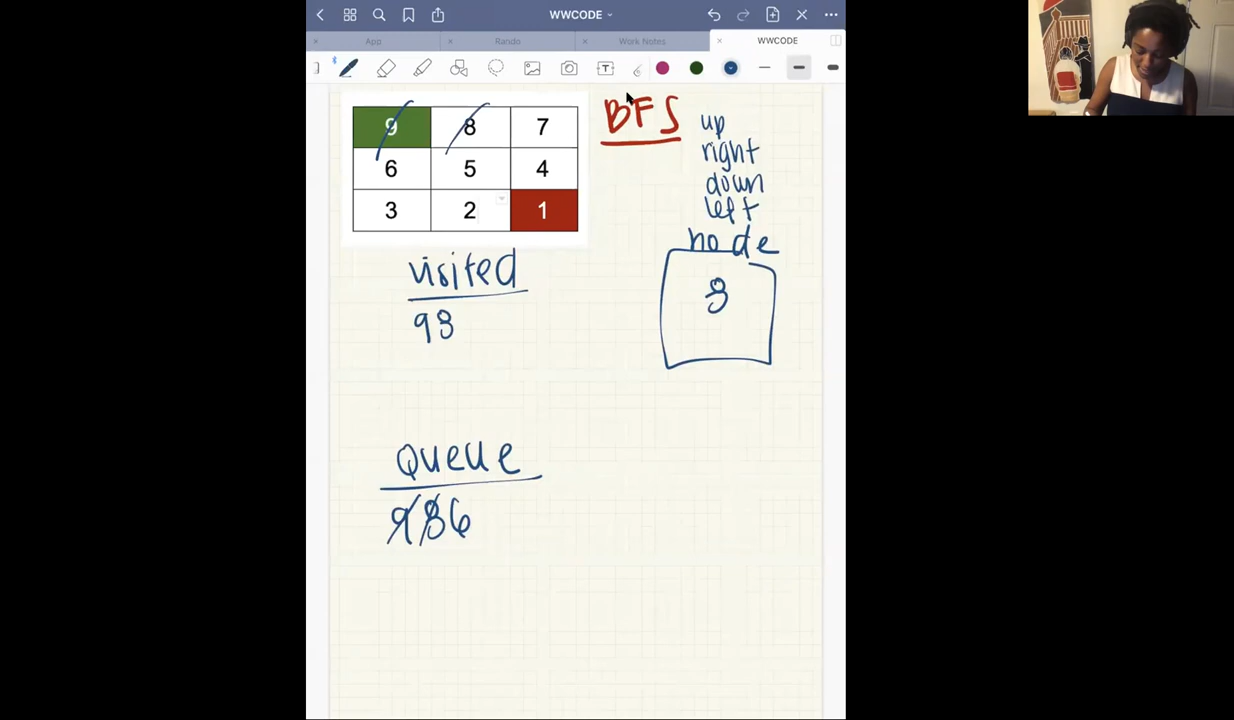 WWCODE
App
Rando
Work Notes
WWCODE
9 8 7
6 5 4
3 2 1
BFS
up
right
down
left
node
8
visited
98
Queue
986